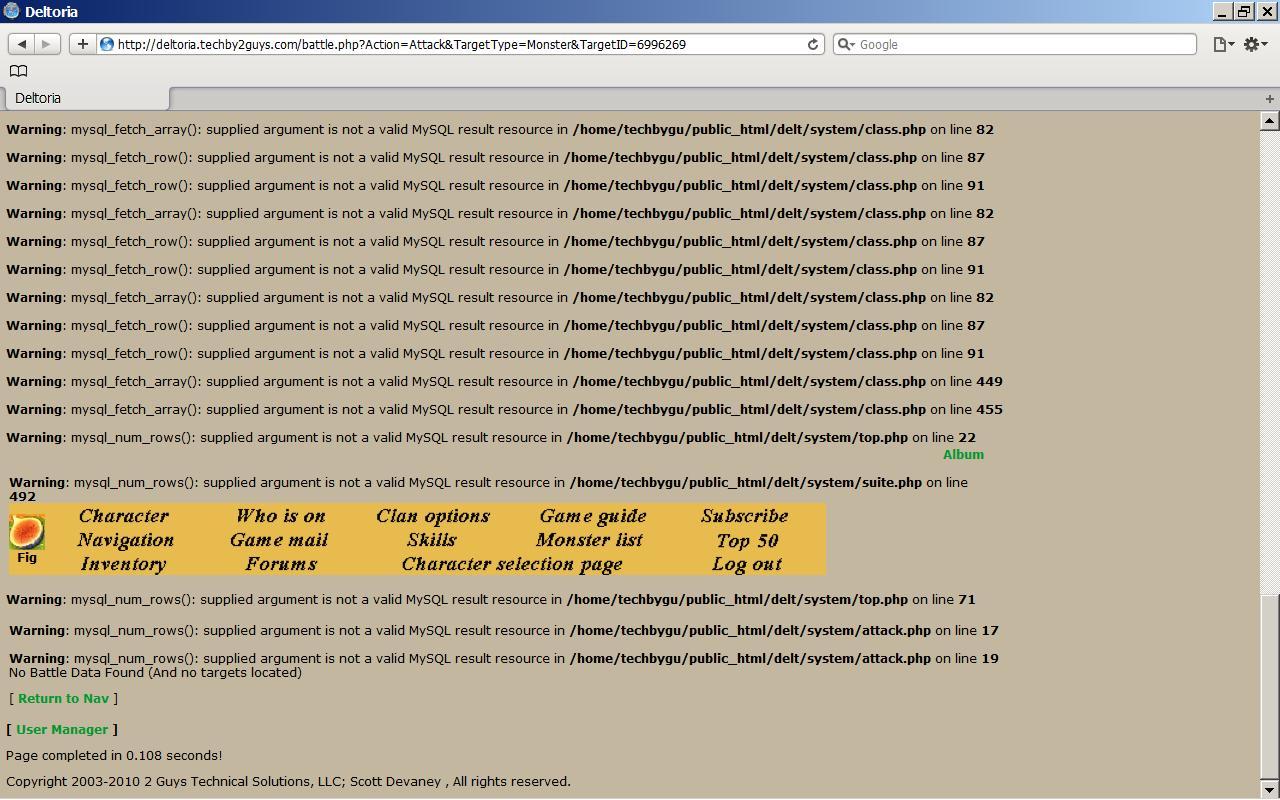 Deltoria
http://deltoria.techby2guys.com/battle.php?Action=Attack&TargetType=Monster&TargetID=6996269
Google
Deltoria
Warning: mysql_fetch_array(): supplied argument is not a valid MySQL result resource in /home/techbygu/public_html/delt/system/class.php on line 82
Warning: mysql_fetch_row(): supplied argument is not a valid MySQL result resource in /home/techbygu/public_html/delt/system/class.php on line 87
Warning: mysql_fetch_row(): supplied argument is not a valid MySQL result resource in /home/techbygu/public_html/delt/system/class.php on line 91
Warning: mysql_fetch_array(): supplied argument is not a valid MySQL result resource in /home/techbygu/public_html/delt/system/class.php on line 82
Warning: mysql_fetch_row(): supplied argument is not a valid MySQL result resource in /home/techbygu/public_html/delt/system/class.php on line 87
Warning: mysql_fetch_row(): supplied argument is not a valid MySQL result resource in /home/techbygu/public_html/delt/system/class.php on line 91
Warning: mysql_fetch_array(): supplied argument is not a valid MySQL result resource in /home/techbygu/public_html/delt/system/class.php on line 82
Warning: mysql_fetch_row(): supplied argument is not a valid MySQL result resource in /home/techbygu/public_html/delt/system/class.php on line 87
Warning: mysql_fetch_row(): supplied argument is not a valid MySQL result resource in /home/techbygu/public_html/delt/system/class.php on line 91
Warning: mysql_fetch_array(): supplied argument is not a valid MySQL result resource in /home/techbygu/public_html/delt/system/class.php on line 449
Warning: mysql_fetch_array(): supplied argument is not a valid MySQL result resource in /home/techbygu/public_html/delt/system/class.php on line 455
Warning: mysql_num_rows(): supplied argument is not a valid MySQL result resource in /home/techbygu/public_html/delt/system/top.php on line 22
Album
Warning: mysql_num_rows(): supplied argument is not a valid MySQL result resource in /home/techbygu/public_html/delt/system/suite.php on line
492
Character Who is on Clan options Game guide Subscribe
Navigation Game mail Skills Monster list Top 50
Fig
Inventory Forums Character selection page Log out
Warning: mysql_num_rows(): supplied argument is not a valid MySQL result resource in /home/techbygu/public_html/delt/system/top.php on line 71
Warning: mysql_num_rows(): supplied argument is not a valid MySQL result resource in /home/techbygu/public_html/delt/system/attack.php on line 17
Warning: mysql_num_rows(): supplied argument is not a valid MySQL result resource in /home/techbygu/public_html/delt/system/attack.php on line 19
No Battle Data Found (And no targets located)
[ Return to Nav ]
[ User Manager ]
Page completed in 0.108 seconds!
Copyright 2003-2010 2 Guys Technical Solutions, LLC; Scott Devaney , All rights reserved.